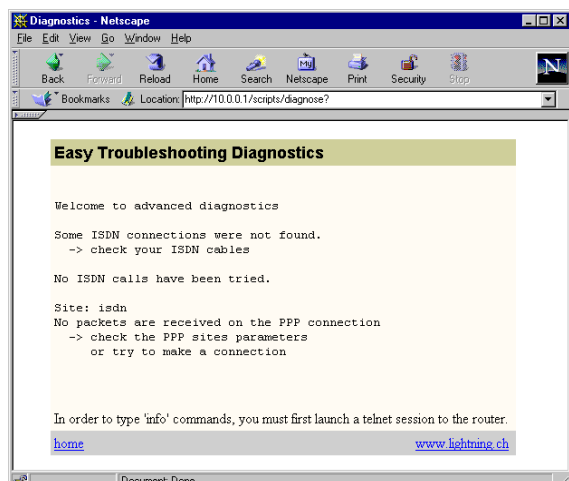 Diagnostics - Netscape
File Edit View Go Window Help
Back Forward Reload Home Search Netscape Print Security Stop
My
N
Bookmarks Location: http://10.0.0.1/scripts/diagnose?
Easy Troubleshooting Diagnostics
Welcome to advanced diagnostics
Some ISDN connections were not found.
-> check your ISDN cables
No ISDN calls have been tried.
Site: isdn
No packets are received on the PPP connection
-> check the PPP sites parameters
or try to make a connection
In order to type 'info' commands, you must first launch a telnet session to the router.
home www.lightning.ch
Document: Done